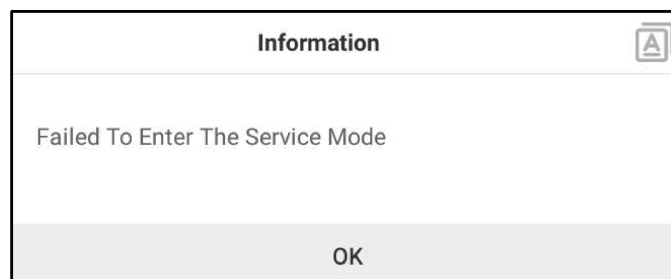 Information
A
Failed To Enter The Service Mode
OK